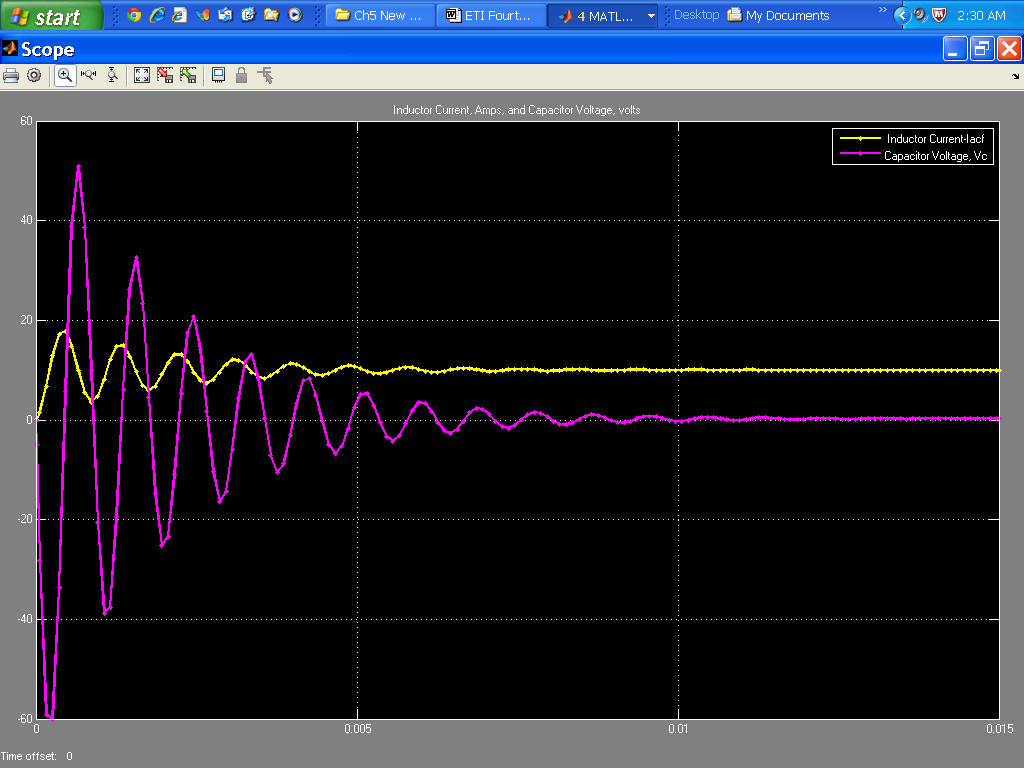 start
Ch5 New ...
ETI Fourt...
4 MATL...
Desktop
My Documents
2:30 AM
Scope
Inductor Current, Amps, and Capacitor Voltage, volts
Inductor Current-Iacf
Capacitor Voltage, Vc
60
40
20
0
-20
-40
-60
0
0.005
0.01
0.015
Time offset: 0